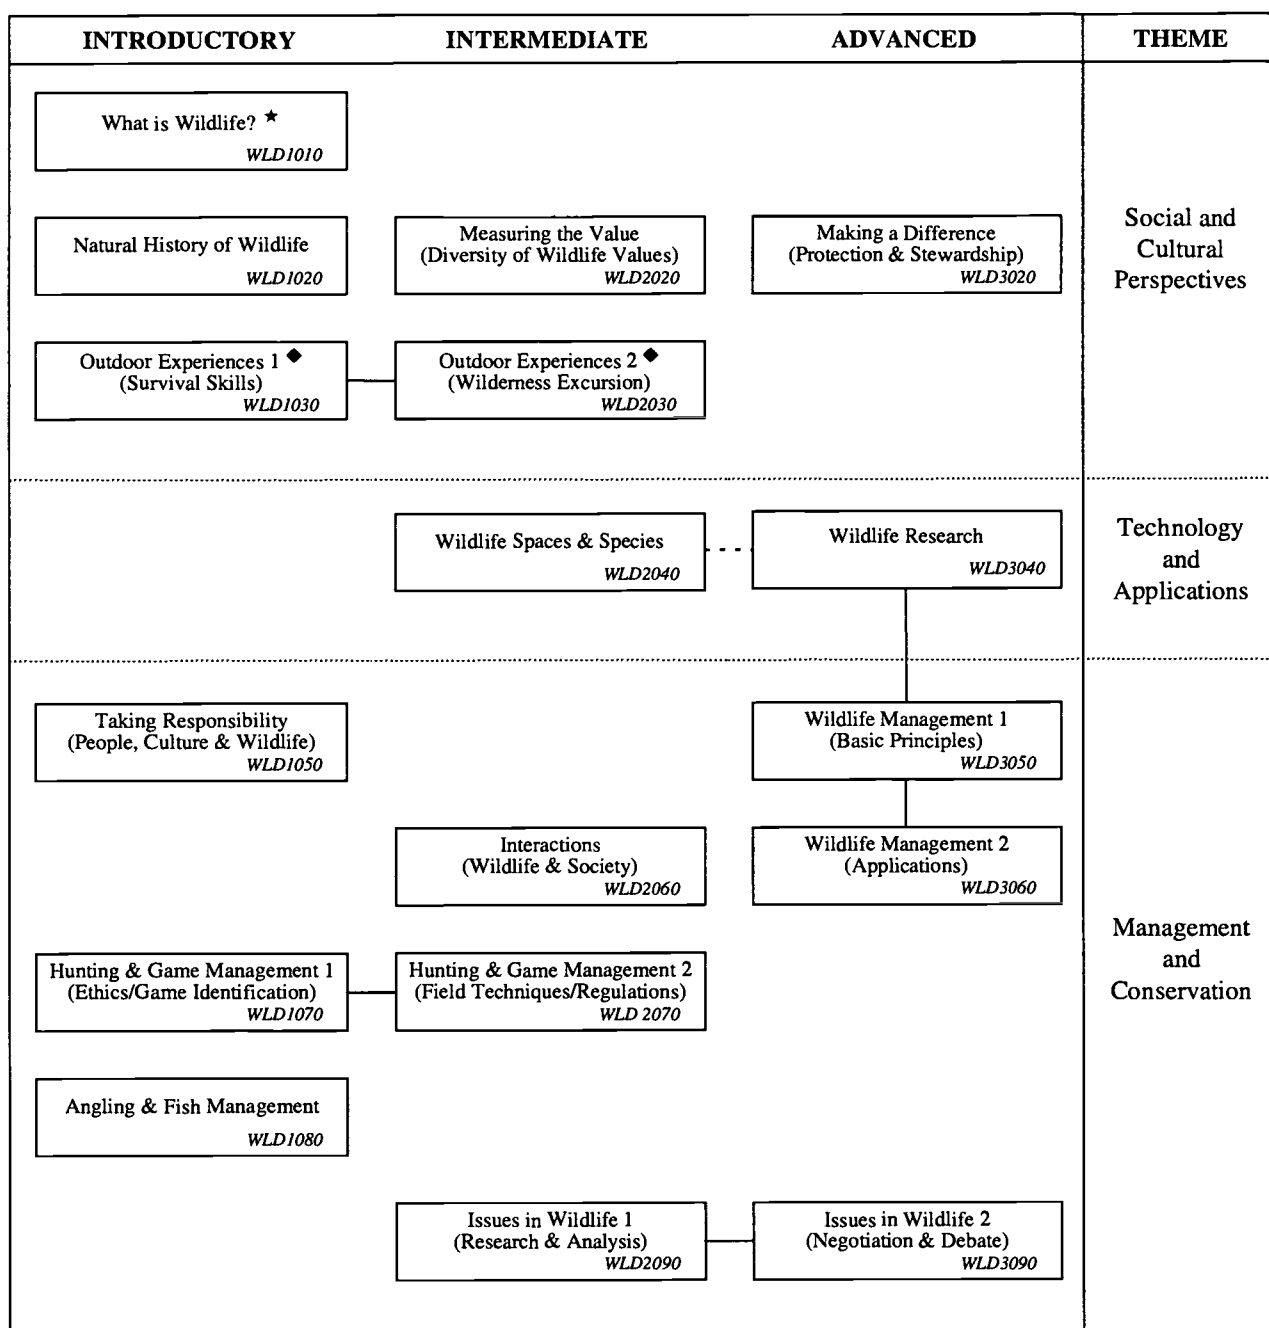 INTRODUCTORY INTERMEDIATE ADVANCED THEME
What is Wildlife? ★
WLD1010
Natural History of Wildlife
WLD1020
Measuring the Value
(Diversity of Wildlife Values)
WLD2020
Making a Difference
(Protection & Stewardship)
WLD3020
Social and
Cultural
Perspectives
Outdoor Experiences 1 ◆
(Survival Skills)
WLD1030
Outdoor Experiences 2 ◆
(Wilderness Excursion)
WLD2030
Wildlife Spaces & Species
WLD2040
Wildlife Research
WLD3040
Technology
and
Applications
Taking Responsibility
(People, Culture & Wildlife)
WLD1050
Wildlife Management 1
(Basic Principles)
WLD3050
Interactions
(Wildlife & Society)
WLD2060
Wildlife Management 2
(Applications)
WLD3060
Hunting & Game Management 1
(Ethics/Game Identification)
WLD1070
Hunting & Game Management 2
(Field Techniques/Regulations)
WLD 2070
Management
and
Conservation
Angling & Fish Management
WLD1080
Issues in Wildlife 1
(Research & Analysis)
WLD2090
Issues in Wildlife 2
(Negotiation & Debate)
WLD3090